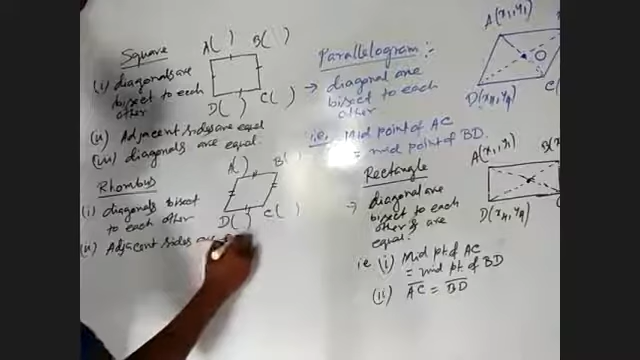 Square
A( ) B( )
(i) diagonals are
bisect to each
other
D( ) C( )
(ii) Adjacent sides are equal
(iii) diagonals are equal.
Rhombus
A( ) B( )
(i) diagonals bisect
to each other
D( ) C( )
(ii) Adjacent sides are
Parallelogram :-
→ diagonal are
bisect to each
other
i.e., Mid point of AC
= mid point of BD.
A(x₁,y₁)
O
D(x₄,y₄)
Rectangle
A(x₁,y₁)
D(x₄,y₄)
→ diagonal are
bisect to each
other & are
equal.
ie (i) Mid pt. of AC
= mid pt. of BD
(ii) AC = BD